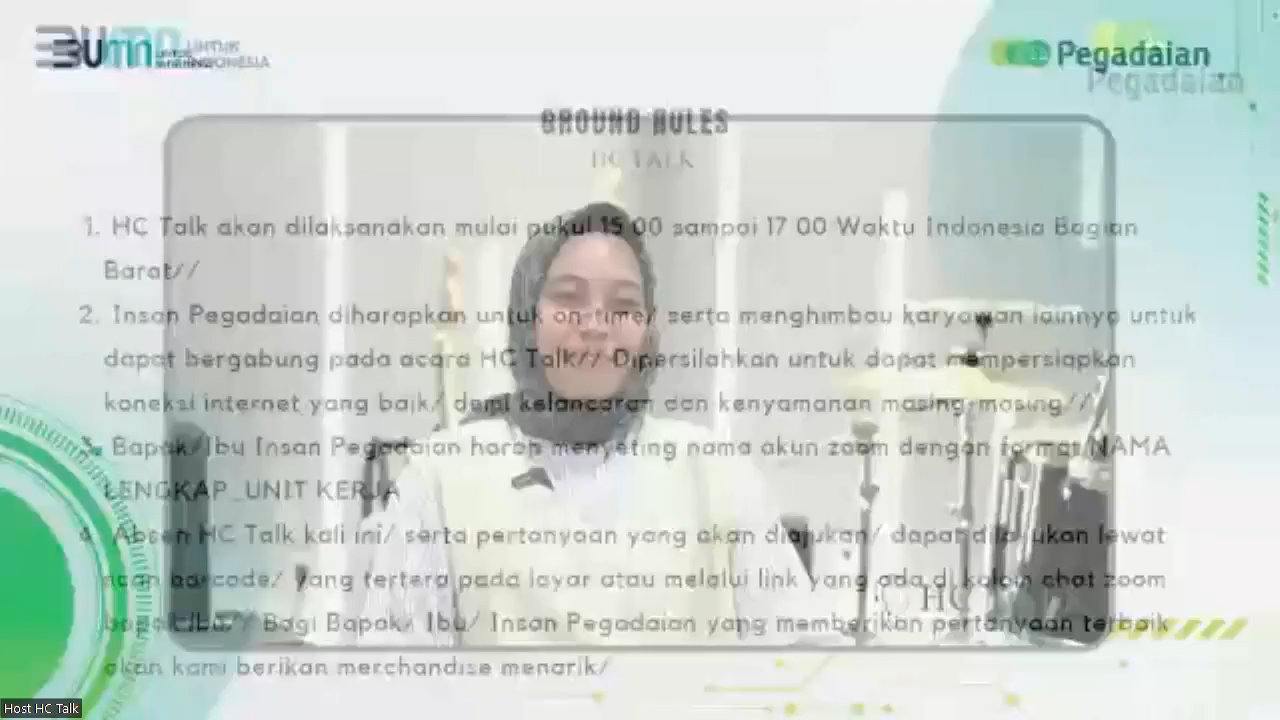 BUMN UNTUK INDONESIA
Pegadaian
Pegadaian
GROUND RULES
HC TALK
1. HC Talk akan dilaksanakan mulai pukul 15 00 sampai 17 00 Waktu Indonesia Bagian
Barat//
2. Insan Pegadaian diharapkan untuk on time/ serta menghimbau karyawan lainnya untuk
dapat bergabung pada acara HC Talk// Dipersilahkan untuk dapat mempersiapkan
koneksi internet yang baik/ demi kelancaran dan kenyamanan masing-masing//
3. Bapak/Ibu Insan Pegadaian harap menyeting nama akun zoom dengan format NAMA
LENGKAP_UNIT KERJA
4. Absen HC Talk kali ini/ serta pertanyaan yang akan diajukan/ dapat dilakukan lewat
scan barcode/ yang tertera pada layar atau melalui link yang ada di kolom chat zoom
bapak ibu// Bagi Bapak/ Ibu/ Insan Pegadaian yang memberikan pertanyaan terbaik
akan kami berikan merchandise menarik/
HC
Host HC Talk